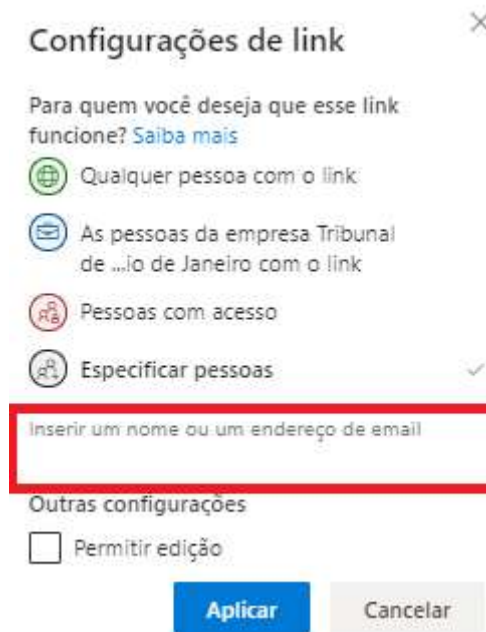 Configurações de link
Para quem você deseja que esse link
funcione? Saiba mais
Qualquer pessoa com o link
As pessoas da empresa Tribunal
de ...io de Janeiro com o link
Pessoas com acesso
Especificar pessoas
Inserir um nome ou um endereço de email
Outras configurações
Permitir edição
Aplicar Cancelar